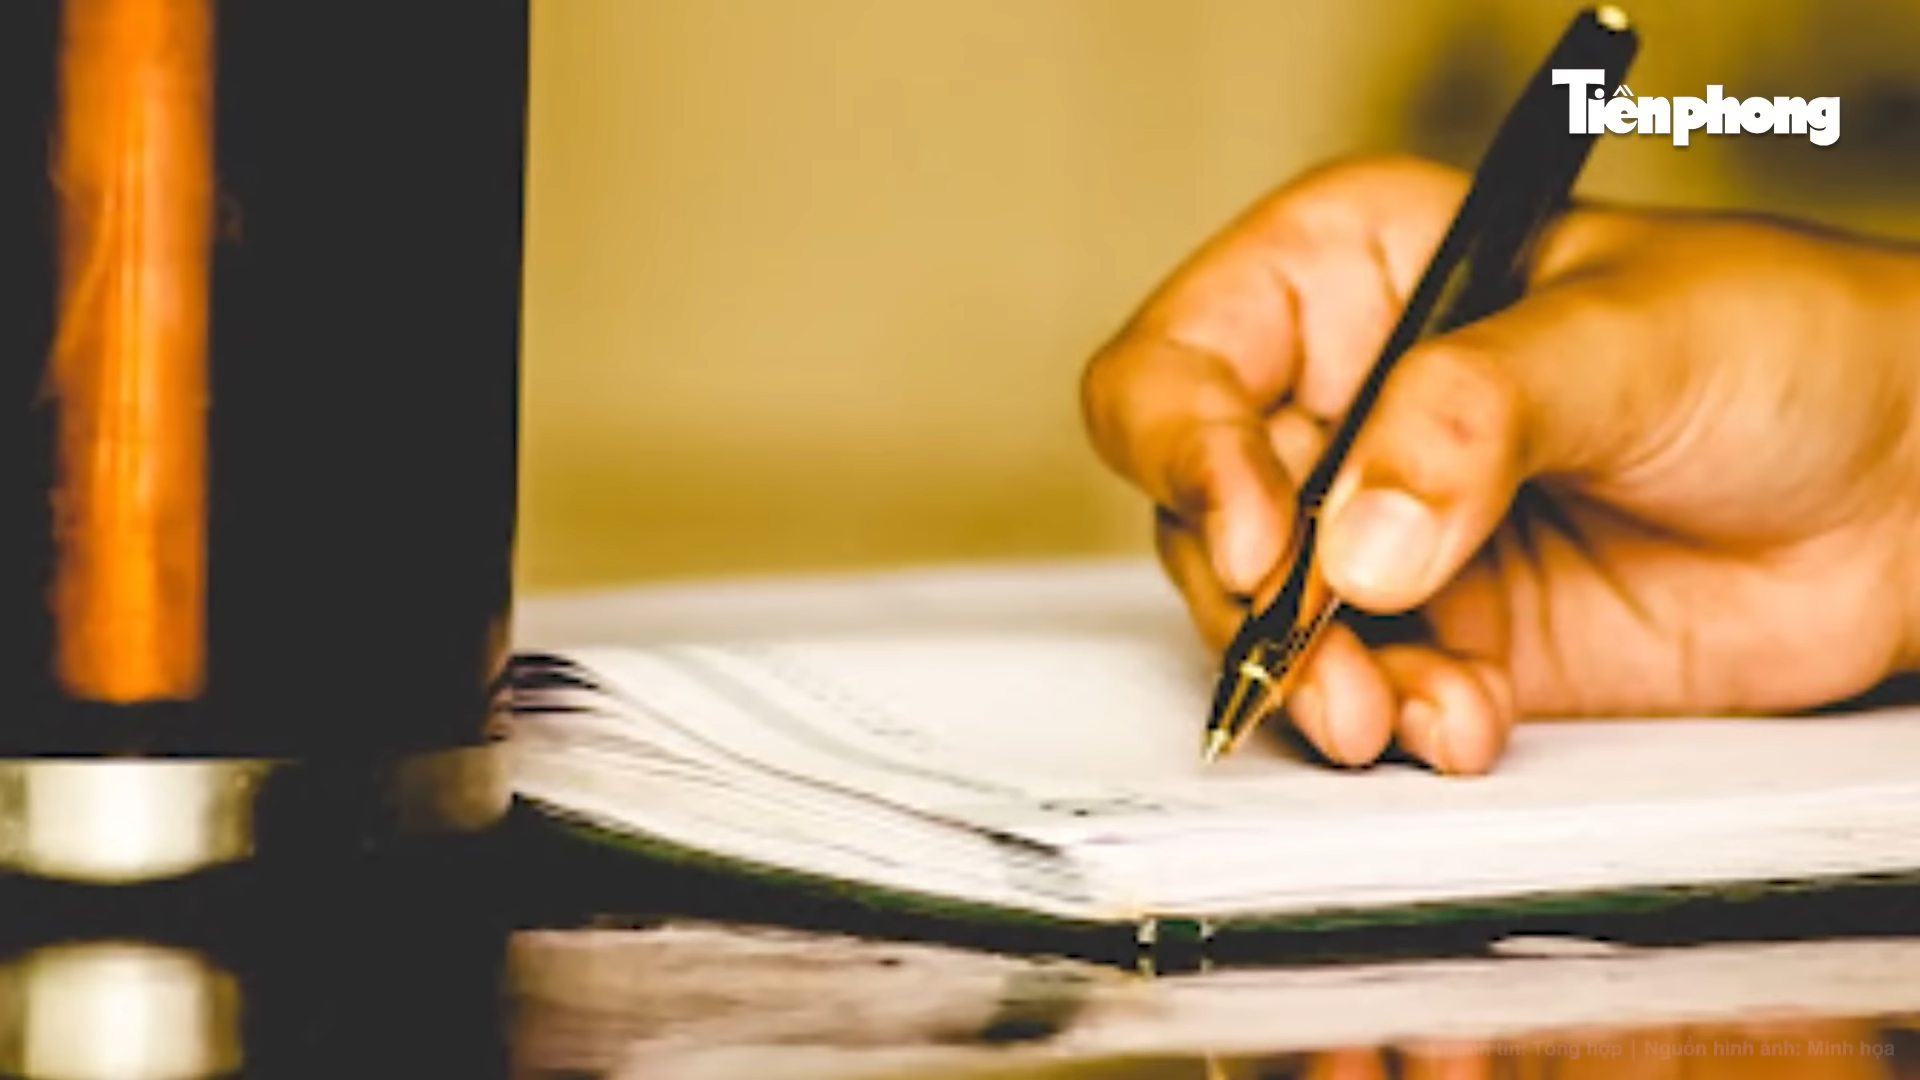 Tiềnphong
tin: Tổng hợp | Nguồn hình ảnh: Minh họa